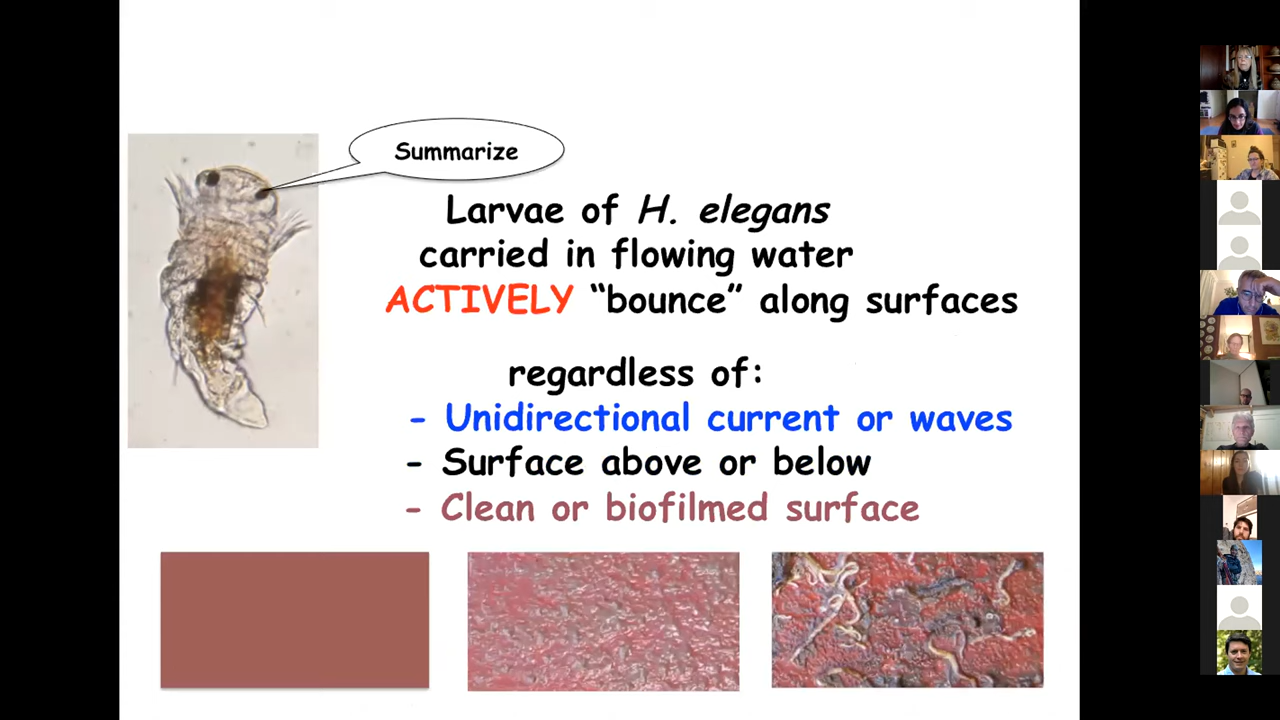 Summarize
Larvae of H. elegans
carried in flowing water
ACTIVELY “bounce” along surfaces
regardless of:
- Unidirectional current or waves
- Surface above or below
- Clean or biofilmed surface